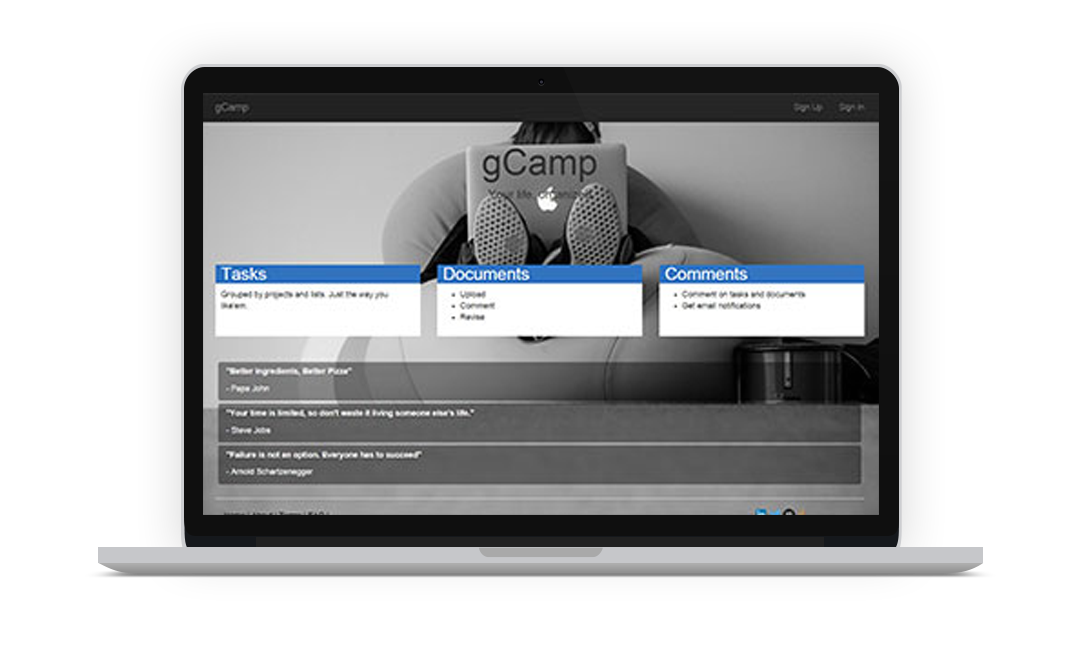 gCamp
Sign Up
Sign In
gCamp
Your life, organized
Tasks
Grouped by projects and lists. Just the way you
like'em.
Documents
Upload
Comment
Revise
Comments
Comment on tasks and documents
Get email notifications
"Better Ingredients, Better Pizza"
- Papa John
"Your time is limited, so don't waste it living someone else's life."
- Steve Jobs
"Failure is not an option. Everyone has to succeed"
- Arnold Schartzenegger